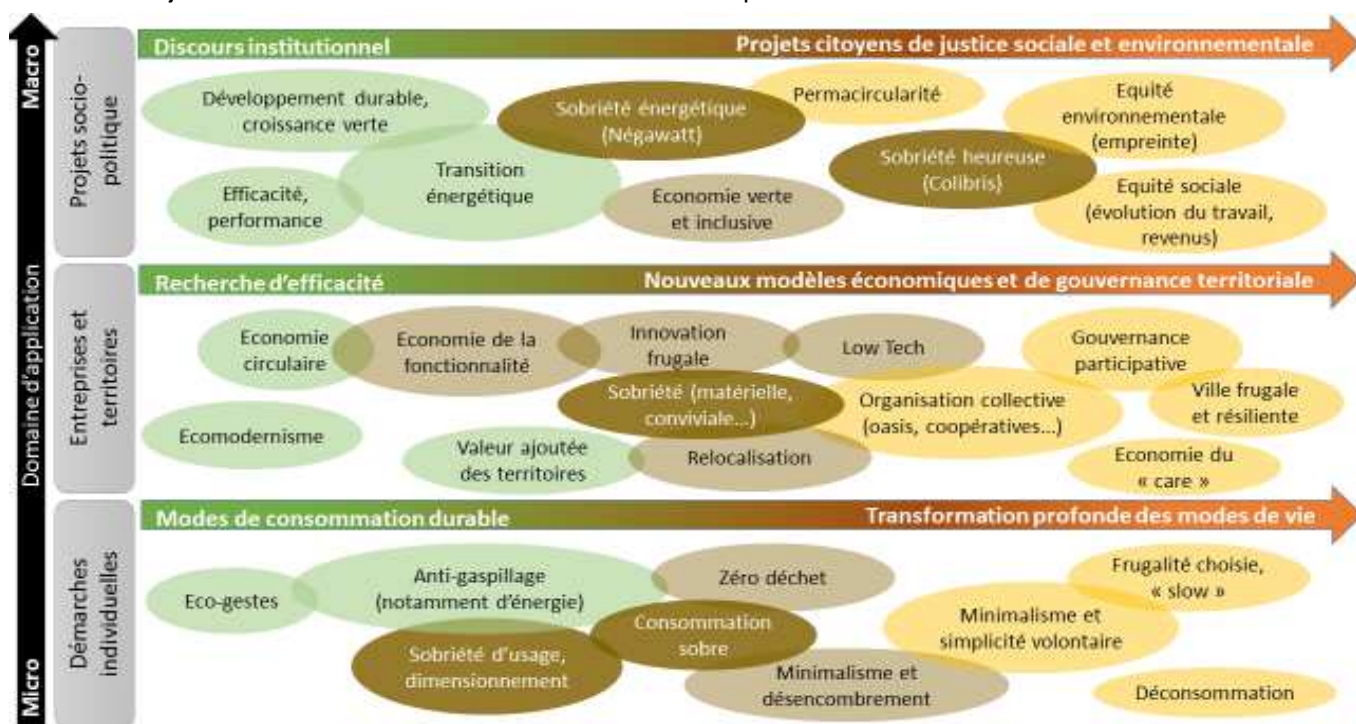 Macro
Domaine d'application
Micro
Projets socio-
politique
Discours institutionnel
Projets citoyens de justice sociale et environnementale
Développement durable,
croissance verte
Sobriété énergétique
(Négawatt)
Permacircularité
Equité
environnementale
(empreinte)
Transition
énergétique
Sobriété heureuse
(Colibris)
Efficacité,
performance
Economie verte
et inclusive
Equité sociale
(évolution du travail,
revenus)
Entreprises et
territoires
Recherche d'efficacité
Nouveaux modèles économiques et de gouvernance territoriale
Economie
circulaire
Economie de la
fonctionnalité
Innovation
frugale
Low Tech
Gouvernance
participative
Sobriété (matérielle,
conviviale...)
Organisation collective
(oasis, coopératives...)
Ville frugale
et résiliente
Ecomodernisme
Valeur ajoutée
des territoires
Relocalisation
Economie du
« care »
Démarches
individuelles
Modes de consommation durable
Transformation profonde des modes de vie
Eco-gestes
Anti-gaspillage
(notamment d'énergie)
Zéro déchet
Frugalité choisie,
« slow »
Consommation
sobre
Minimalisme et
simplicité volontaire
Sobriété d'usage,
dimensionnement
Minimalisme et
désencombrement
Déconsommation